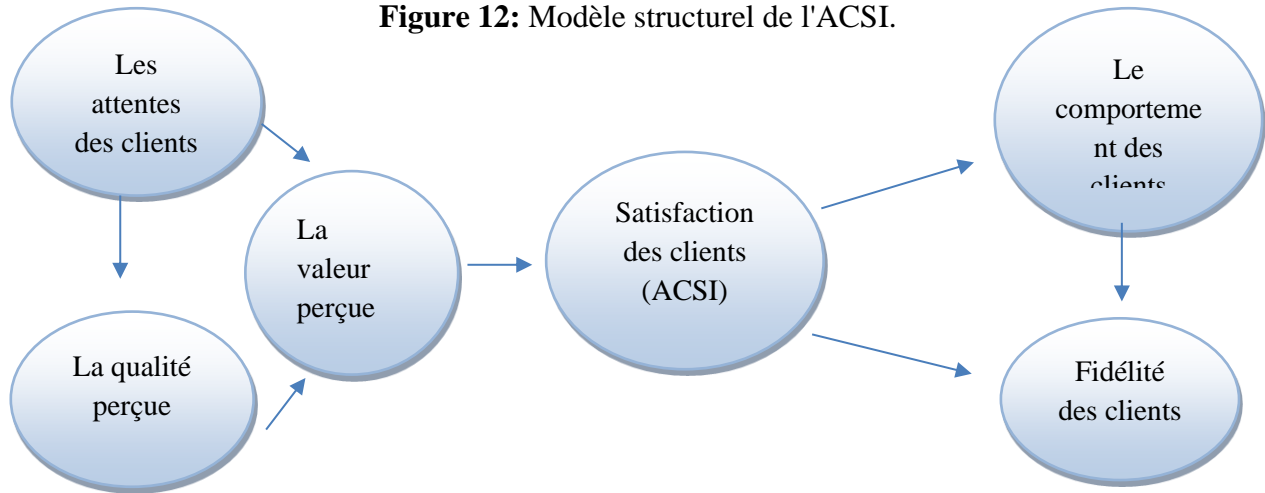 Figure 12: Modèle structurel de l'ACSI.
Les
attentes
des clients
La qualité
perçue
La
valeur
perçue
Satisfaction
des clients
(ACSI)
Le
comporteme
nt des
clients
Fidélité
des clients